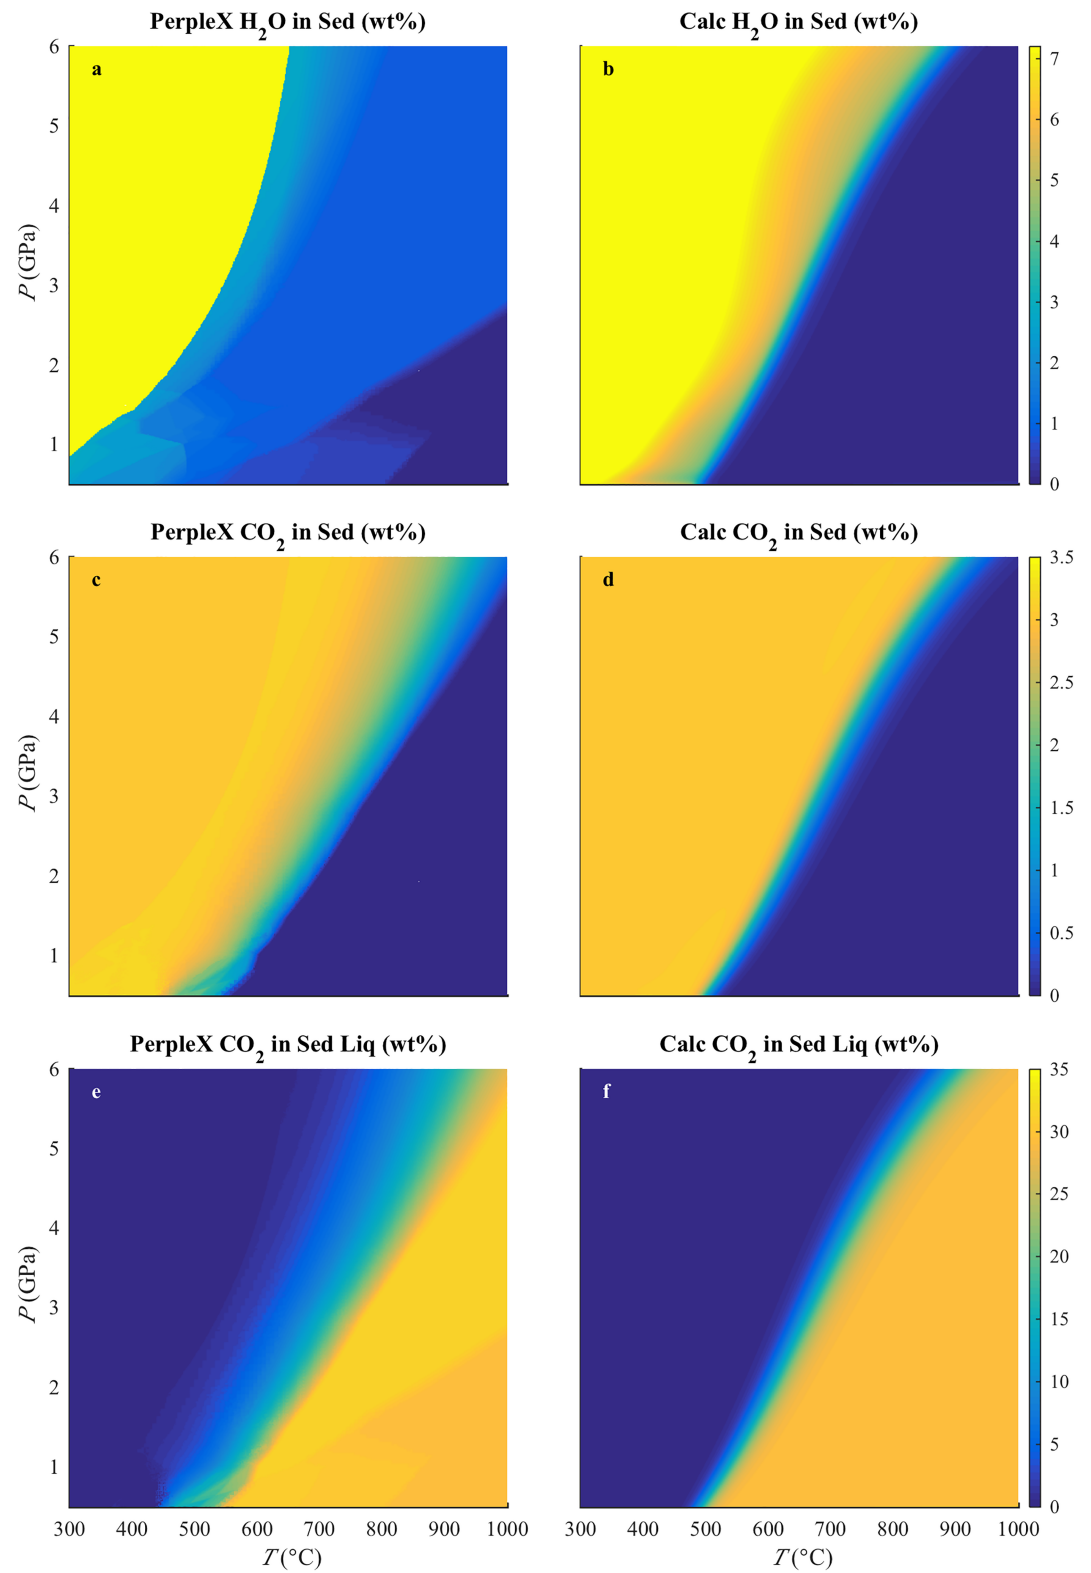 PerpleX H2O in Sed (wt%)
Calc H2O in Sed (wt%)
a
b
6
5
4
3
2
1
P (GPa)
7
6
5
4
3
2
1
0
PerpleX CO2 in Sed (wt%)
Calc CO2 in Sed (wt%)
c
d
6
5
4
3
2
1
P (GPa)
3.5
3
2.5
2
1.5
1
0.5
0
PerpleX CO2 in Sed Liq (wt%)
Calc CO2 in Sed Liq (wt%)
e
f
6
5
4
3
2
1
P (GPa)
35
30
25
20
15
10
5
0
300 400 500 600 700 800 900 1000
300 400 500 600 700 800 900 1000
T (°C)
T (°C)